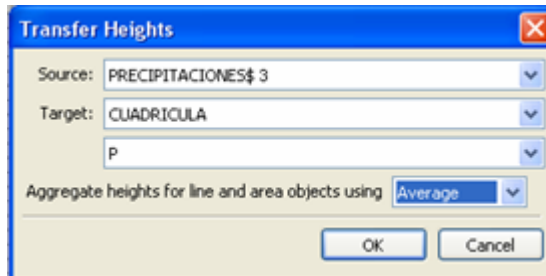 Transfer Heights
Source: PRECIPITACIONES$ 3
Target: CUADRICULA
P
Aggregate heights for line and area objects using Average
OK Cancel